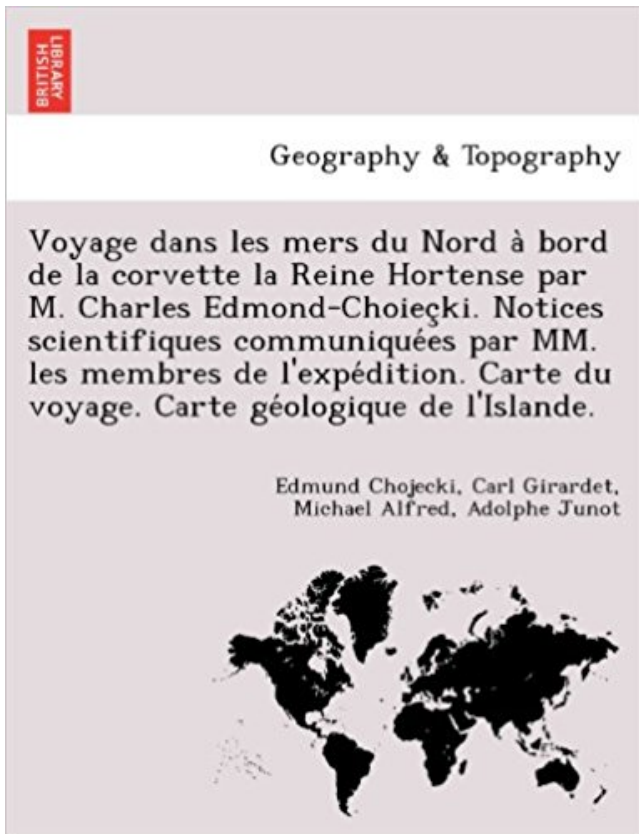 BRITISH
LIBRARY
Geography & Topography
Voyage dans les mers du Nord à bord
de la corvette la Reine Hortense par
M. Charles Edmond-Choieçki. Notices
scientifiques communiquées par MM.
les membres de l'expédition. Carte du
voyage. Carte géologique de l'Islande.
Edmund Chojecki, Carl Girardet,
Michael Alfred, Adolphe Junot